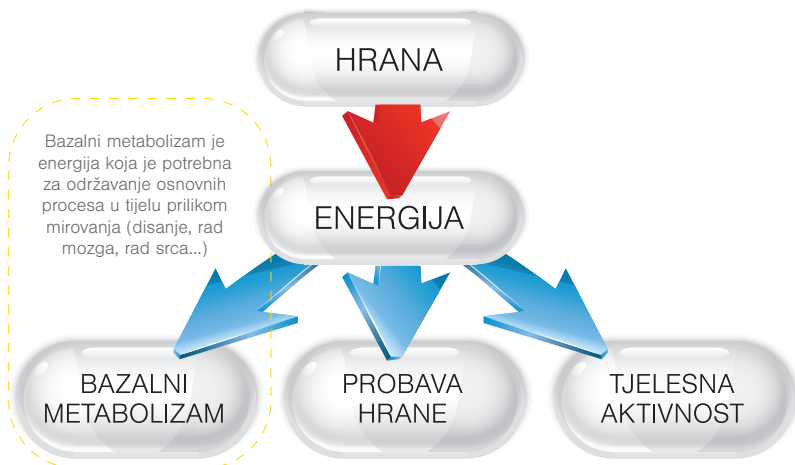 HRANA
Bazalni metabolizam je
energija koja je potrebna
za održavanje osnovnih
procesa u tijelu prilikom
mirovanja (disanje, rad
mozga, rad srca...)
ENERGIJA
BAZALNI
METABOLIZAM
PROBAVA
HRANE
TJELESNA
AKTIVNOST